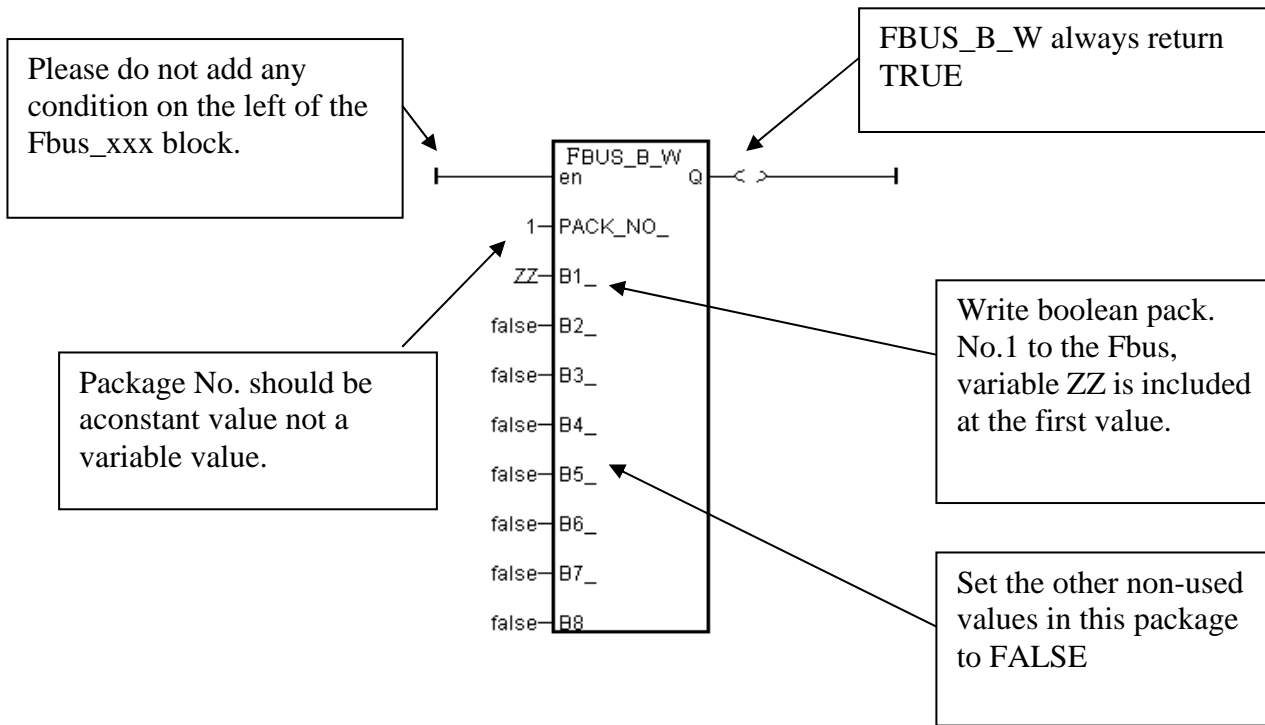 Please do not add any
condition on the left of the
Fbus_xxx block.
FBUS_B_W always return
TRUE
FBUS_B_W
en Q
1 PACK_NO_
ZZ B1_
false B2_
false B3_
false B4_
false B5_
false B6_
false B7_
false B8
Package No. should be
aconstant value not a
variable value.
Write boolean pack.
No.1 to the Fbus,
variable ZZ is included
at the first value.
Set the other non-used
values in this package
to FALSE